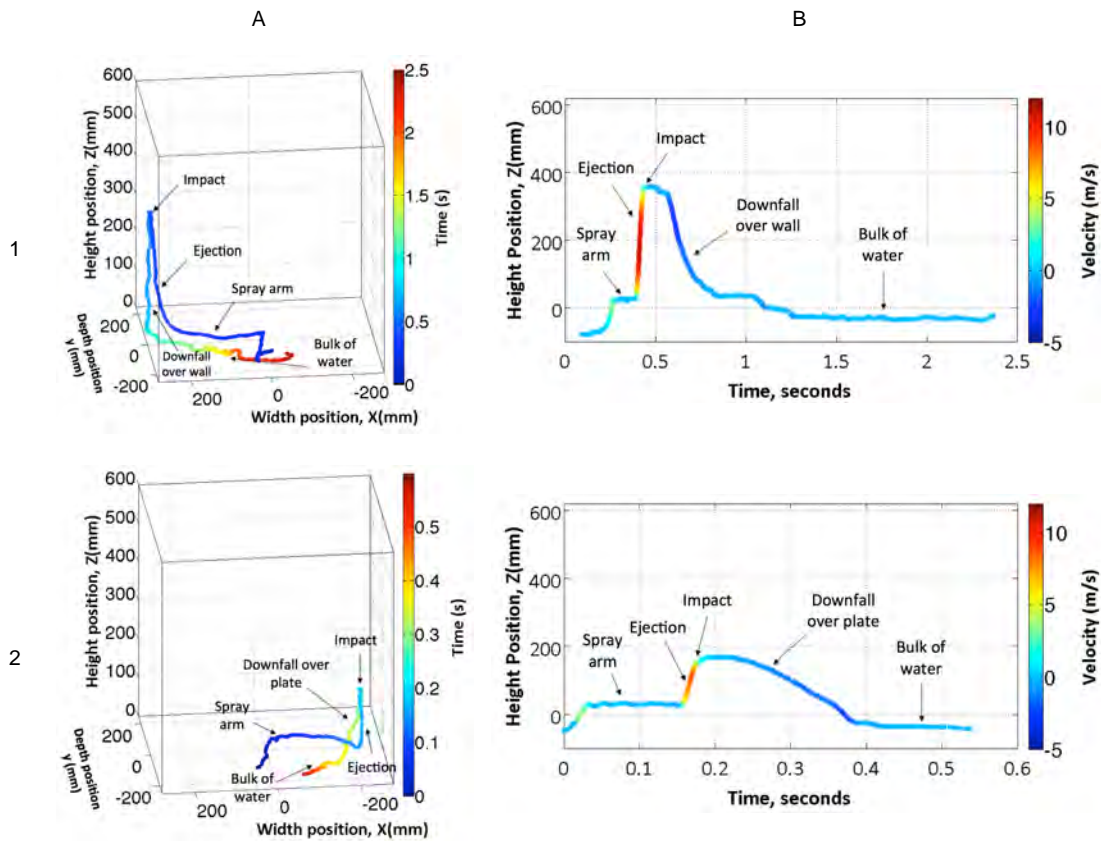 A
B
1
600
500
400
300
200
100
0
Height position, Z(mm)
200
0
-200
Depth position
Y (mm)
200
0
-200
Width position, X(mm)
Impact
Ejection
Spray arm
Downfall
over wall
Bulk of
water
2.5
2
1.5
1
0.5
0
Time (s)
600
400
200
0
Height Position, Z(mm)
0
0.5
1
1.5
2
2.5
Time, seconds
Impact
Ejection
Spray
arm
Downfall
over wall
Bulk of
water
10
5
0
-5
Velocity (m/s)
2
600
500
400
300
200
100
0
Height position, Z(mm)
200
0
-200
Depth position
Y (mm)
200
0
-200
Width position, X(mm)
Impact
Downfall over
plate
Spray
arm
Bulk of
water
Ejection
0.5
0.4
0.3
0.2
0.1
0
Time (s)
600
400
200
0
Height Position, Z(mm)
0
0.1
0.2
0.3
0.4
0.5
0.6
Time, seconds
Impact
Ejection
Spray
arm
Downfall
over plate
Bulk of
water
10
5
0
-5
Velocity (m/s)